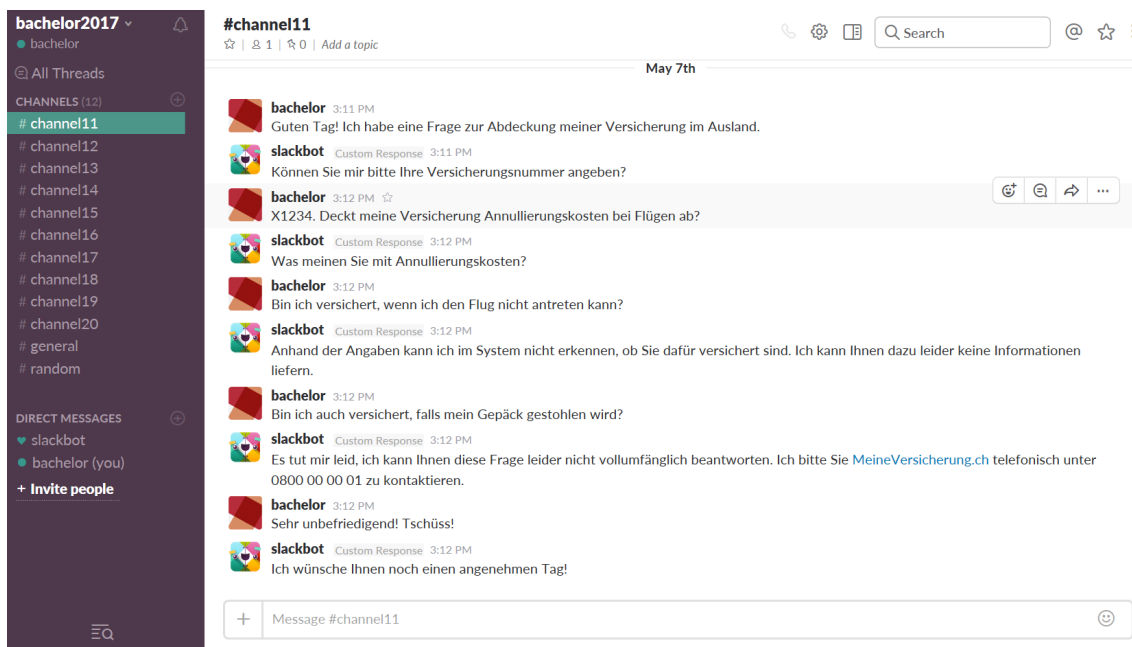 bachelor2017
bachelor
All Threads
CHANNELS (12)
# channel11
# channel12
# channel13
# channel14
# channel15
# channel16
# channel17
# channel18
# channel19
# channel20
# general
# random
DIRECT MESSAGES
slackbot
bachelor (you)
+ Invite people
#channel11
1 | 0 | Add a topic
Search
May 7th
bachelor 3:11 PM
Guten Tag! Ich habe eine Frage zur Abdeckung meiner Versicherung im Ausland.
slackbot Custom Response 3:11 PM
Können Sie mir bitte Ihre Versicherungsnummer angeben?
bachelor 3:12 PM
X1234. Deckt meine Versicherung Annullierungskosten bei Flügen ab?
slackbot Custom Response 3:12 PM
Was meinen Sie mit Annullierungskosten?
bachelor 3:12 PM
Bin ich versichert, wenn ich den Flug nicht antreten kann?
slackbot Custom Response 3:12 PM
Anhand der Angaben kann ich im System nicht erkennen, ob Sie dafür versichert sind. Ich kann Ihnen dazu leider keine Informationen
liefern.
bachelor 3:12 PM
Bin ich auch versichert, falls mein Gepäck gestohlen wird?
slackbot Custom Response 3:12 PM
Es tut mir leid, ich kann Ihnen diese Frage leider nicht vollumfänglich beantworten. Ich bitte Sie MeineVersicherung.ch telefonisch unter
0800 00 00 01 zu kontaktieren.
bachelor 3:12 PM
Sehr unbefriedigend! Tschüss!
slackbot Custom Response 3:12 PM
Ich wünsche Ihnen noch einen angenehmen Tag!
Message #channel11